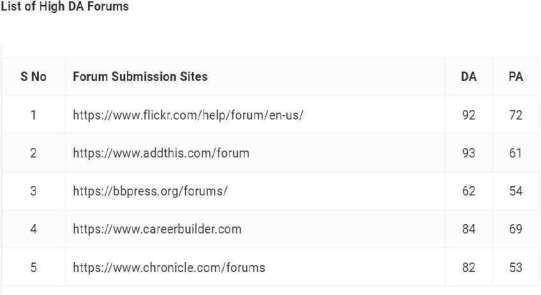 List of High DA Forums
S No Forum Submission Sites DA PA
1 https://www.flickr.com/help/forum/en-us/ 92 72
2 https://www.addthis.com/forum 93 61
3 https://bbpress.org/forums/ 62 54
4 https://www.careerbuilder.com 84 69
5 https://www.chronicle.com/forums 82 53